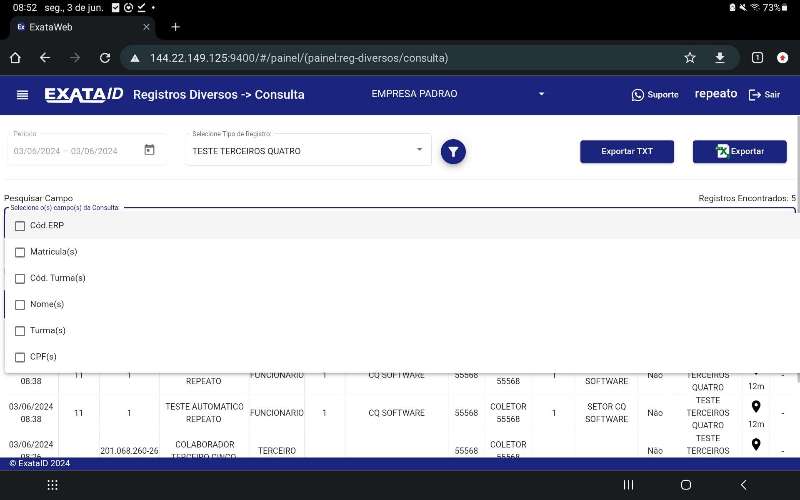 08:52 seg., 3 de jun.
73%
Ex ExataWeb
144.22.149.125:9400/#/painel/(painel:reg-diversos/consulta)
1
EXATAID Registros Diversos -> Consulta EMPRESA PADRAO Suporte repeato Sair
Período
03/06/2024 – 03/06/2024
Selecione Tipo de Registro:
TESTE TERCEIROS QUATRO
Exportar TXT
Exportar
Pesquisar Campo
Registros Encontrados: 5
Selecione o(s) campo(s) da Consulta:
Cód.ERP
Matricula(s)
Cód. Turma(s)
Nome(s)
Turma(s)
CPF(s)
08:38 11 1 REPEATO FUNCIONARIO 1 CQ SOFTWARE 55568 55568 1 SOFTWARE Não TERCEIROS QUATRO 12m -
03/06/2024 08:38 11 1 TESTE AUTOMATICO REPEATO FUNCIONARIO 1 CQ SOFTWARE 55568 COLETOR 55568 1 SETOR CQ SOFTWARE Não TESTE TERCEIROS QUATRO 12m -
03/06/2024 201.068.260-26 COLABORADOR TERCEIRO CINCO TERCEIRO 55568 COLETOR 55568 Não TESTE TERCEIROS -
© ExataID 2024